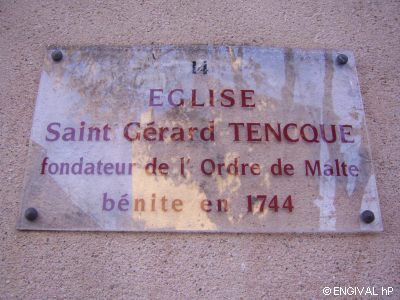 14
EGLISE
Saint Gérard TENCQUE
fondateur de l' Ordre de Malte
bénite en 1744
© ENGIVAL hP